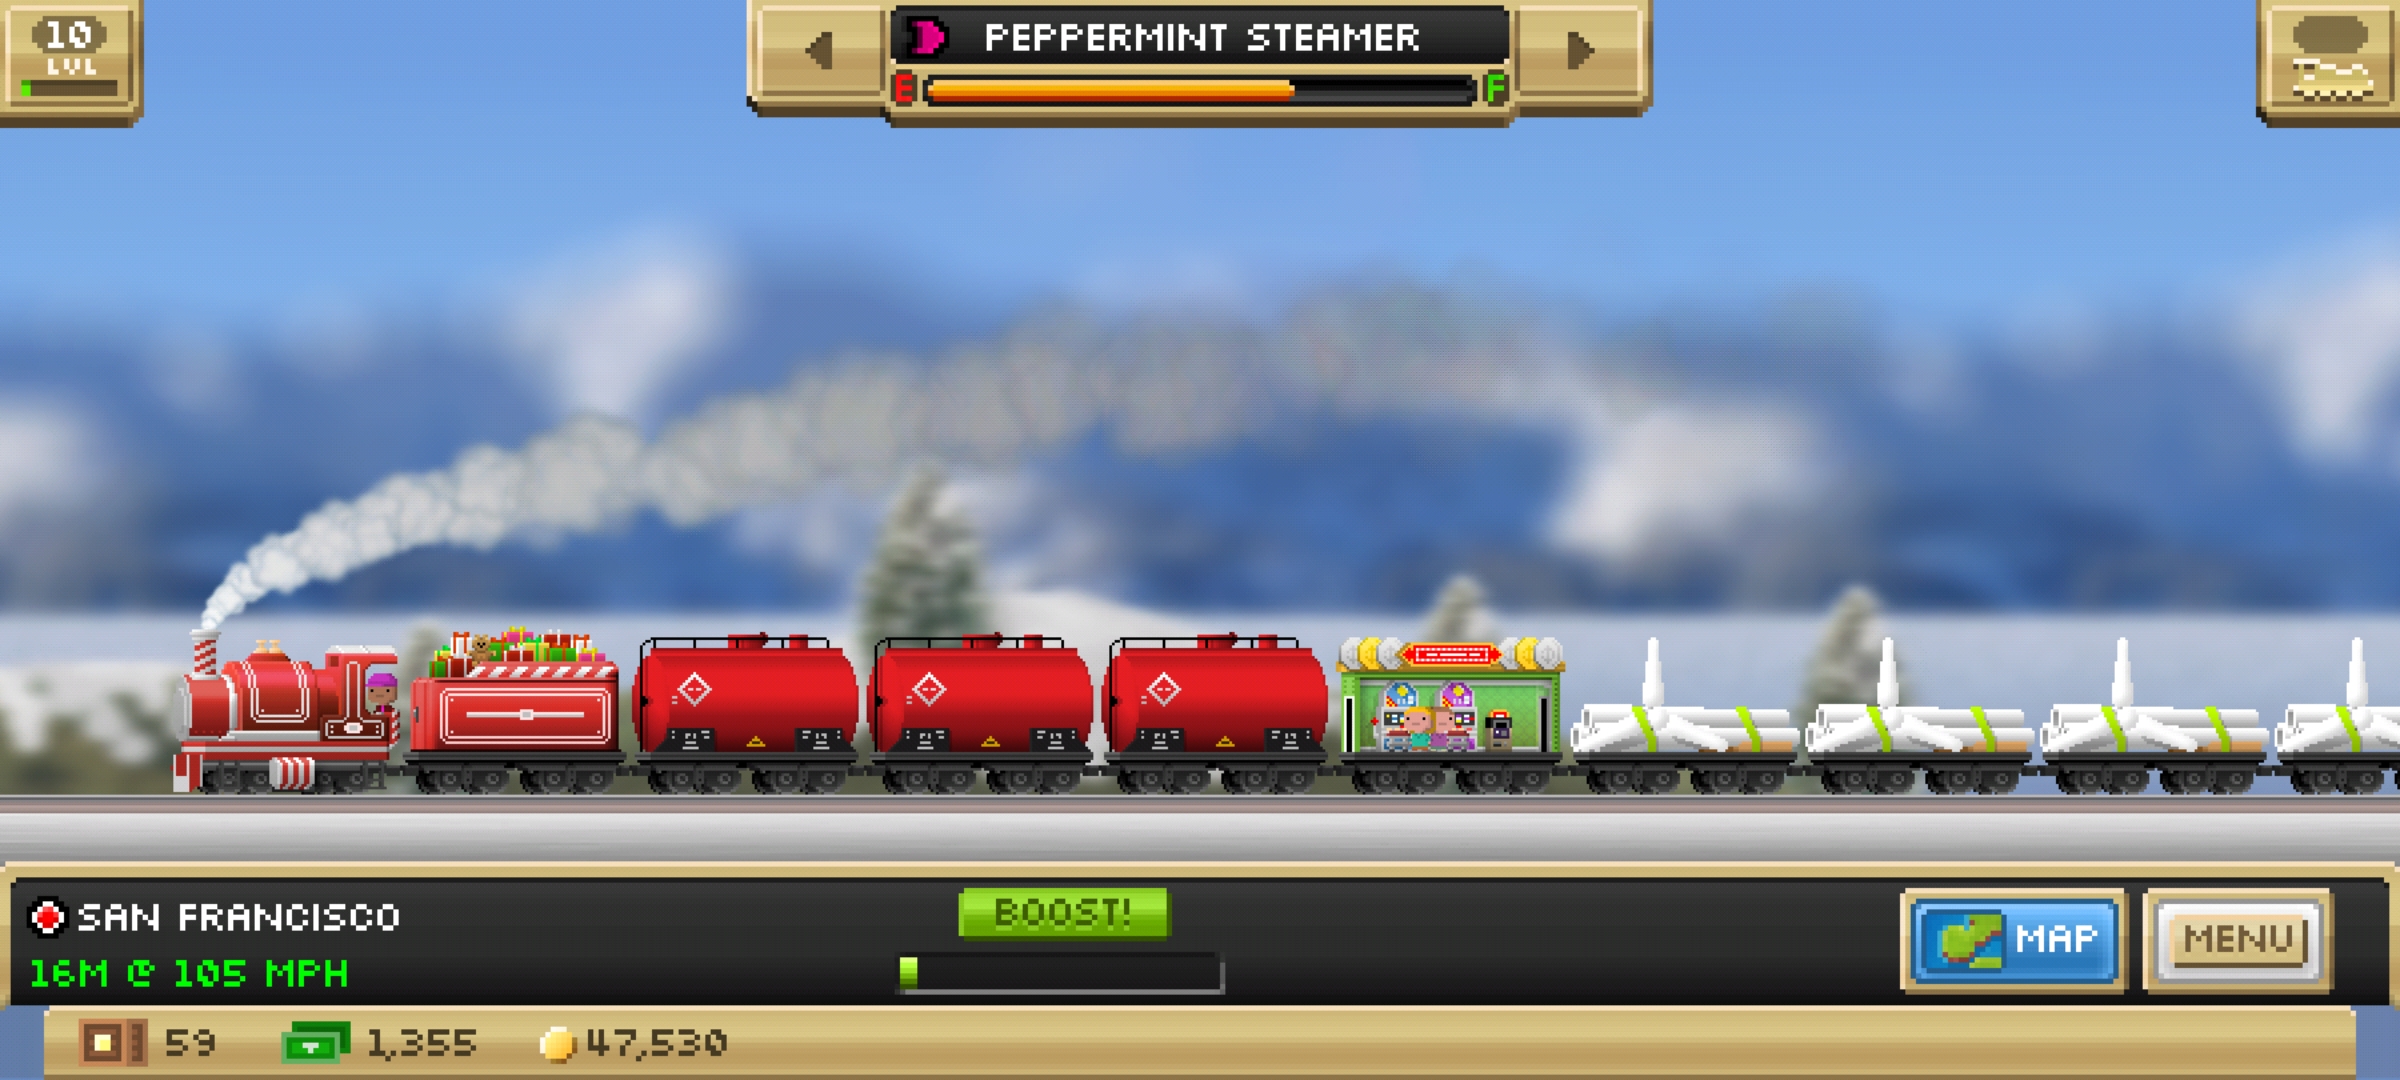 10
LVL
PEPPERMINT STEAMER
E F
SAN FRANCISCO
16M @ 105 MPH
BOOST!
MAP
MENU
59
1,355
47,530